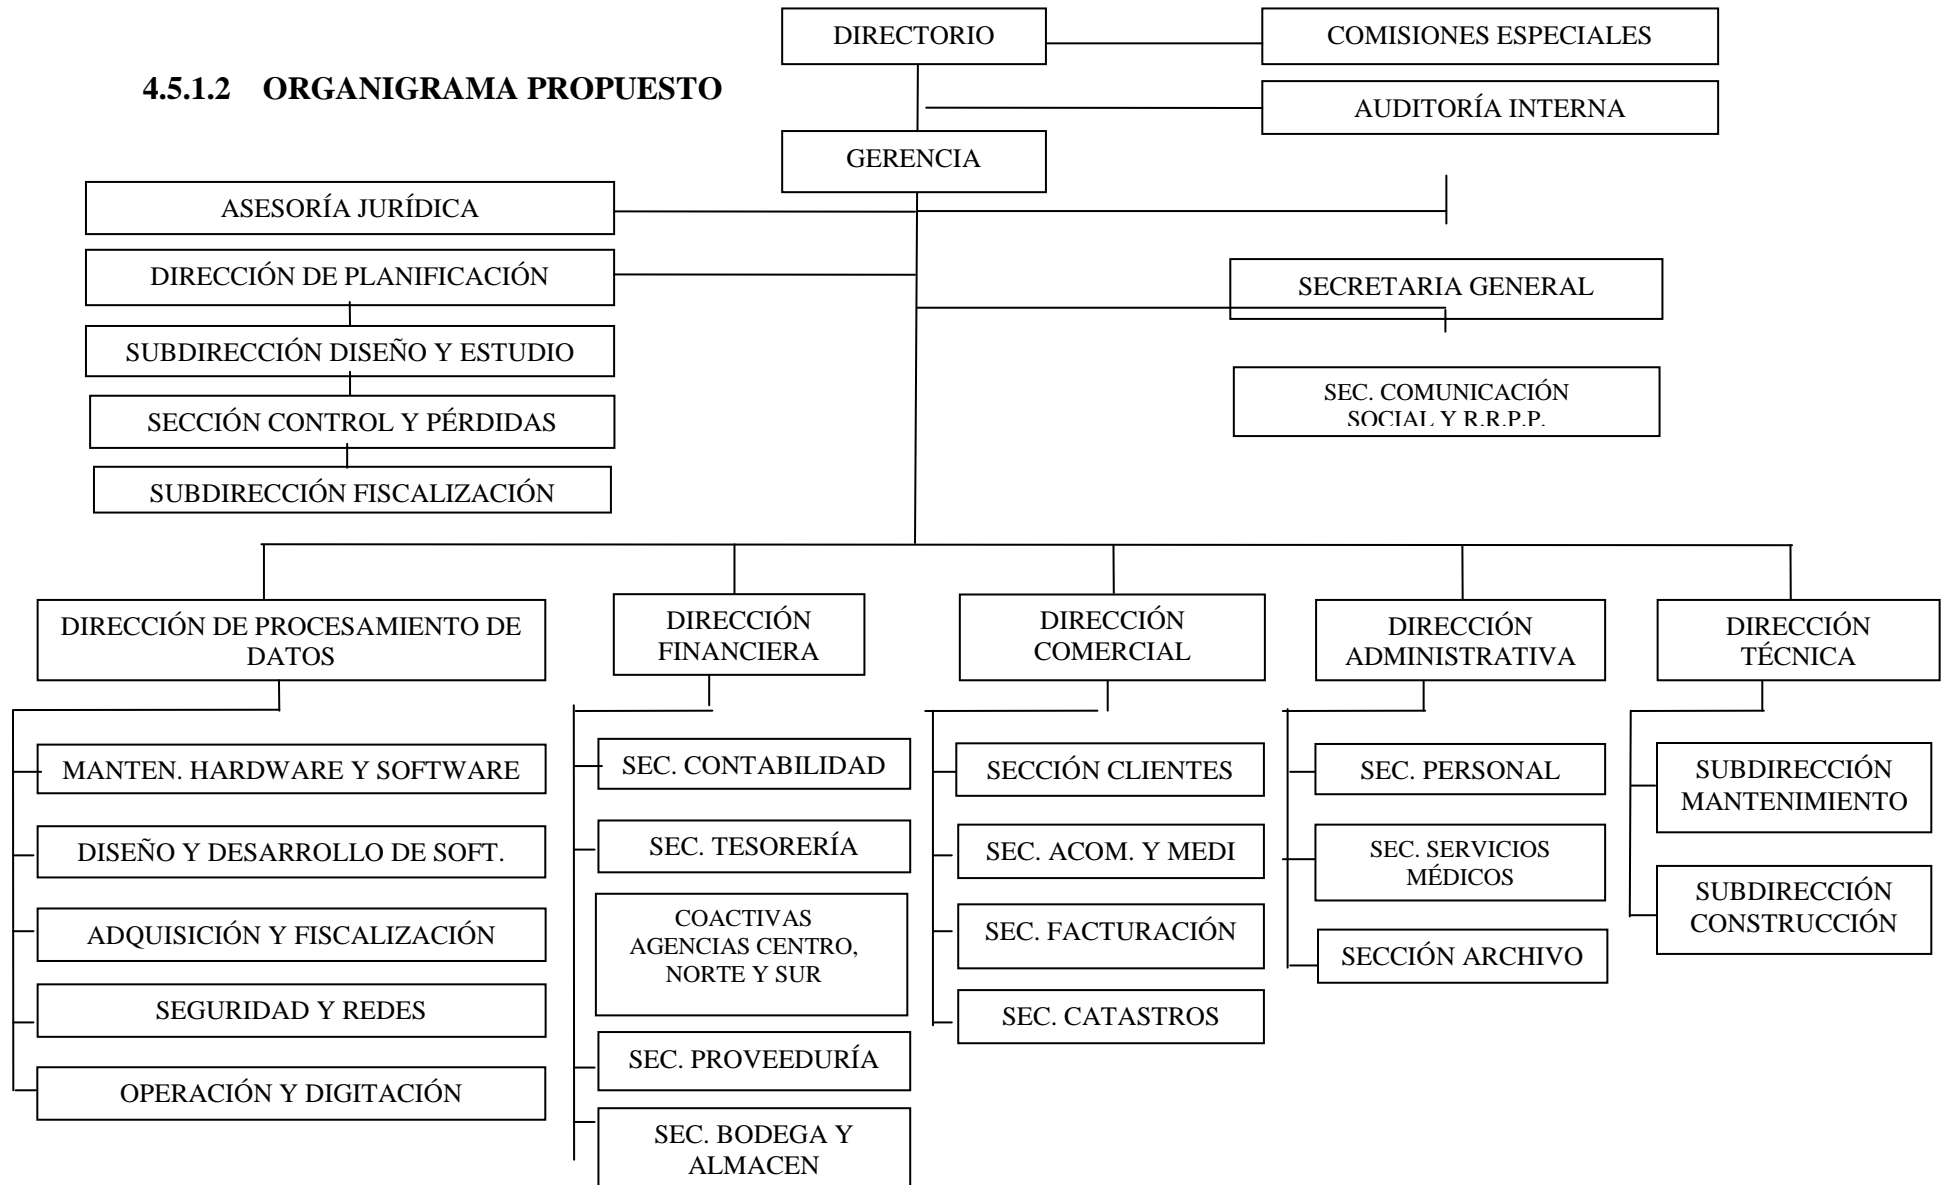 DIRECTORIO
COMISIONES ESPECIALES
4.5.1.2 ORGANIGRAMA PROPUESTO
AUDITORÍA INTERNA
GERENCIA
ASESORÍA JURÍDICA
DIRECCIÓN DE PLANIFICACIÓN
SECRETARIA GENERAL
SUBDIRECCIÓN DISEÑO Y ESTUDIO
SEC. COMUNICACIÓN
SOCIAL Y R.R.P.P.
SECCIÓN CONTROL Y PÉRDIDAS
SUBDIRECCIÓN FISCALIZACIÓN
DIRECCIÓN DE PROCESAMIENTO DE
DATOS
DIRECCIÓN
FINANCIERA
DIRECCIÓN
COMERCIAL
DIRECCIÓN
ADMINISTRATIVA
DIRECCIÓN
TÉCNICA
MANTEN. HARDWARE Y SOFTWARE
DISEÑO Y DESARROLLO DE SOFT.
ADQUISICIÓN Y FISCALIZACIÓN
SEGURIDAD Y REDES
OPERACIÓN Y DIGITACIÓN
SEC. CONTABILIDAD
SEC. TESORERÍA
COACTIVAS
AGENCIAS CENTRO,
NORTE Y SUR
SEC. PROVEEDURÍA
SEC. BODEGA Y
ALMACEN
SECCIÓN CLIENTES
SEC. ACOM. Y MEDI
SEC. FACTURACIÓN
SEC. CATASTROS
SEC. PERSONAL
SEC. SERVICIOS
MÉDICOS
SECCIÓN ARCHIVO
SUBDIRECCIÓN
MANTENIMIENTO
SUBDIRECCIÓN
CONSTRUCCIÓN